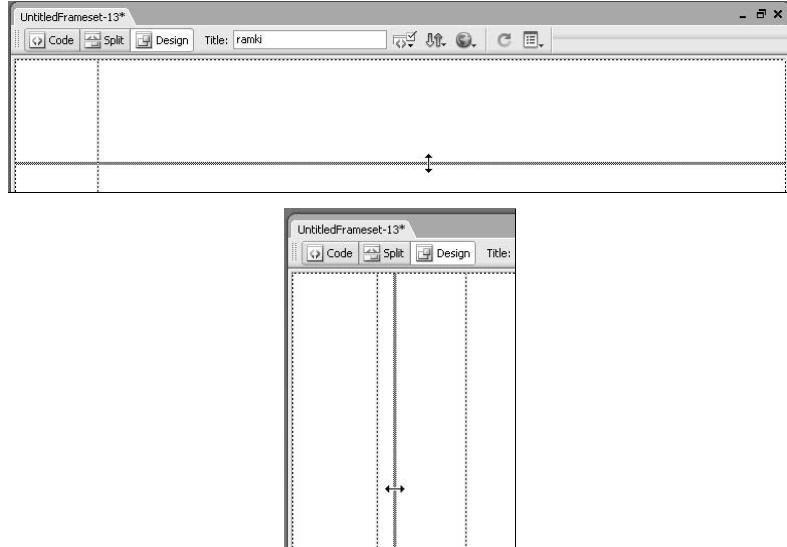 UntitledFrameset-13*
Code Split Design Title: ramki
UntitledFrameset-13*
Code Split Design Title: